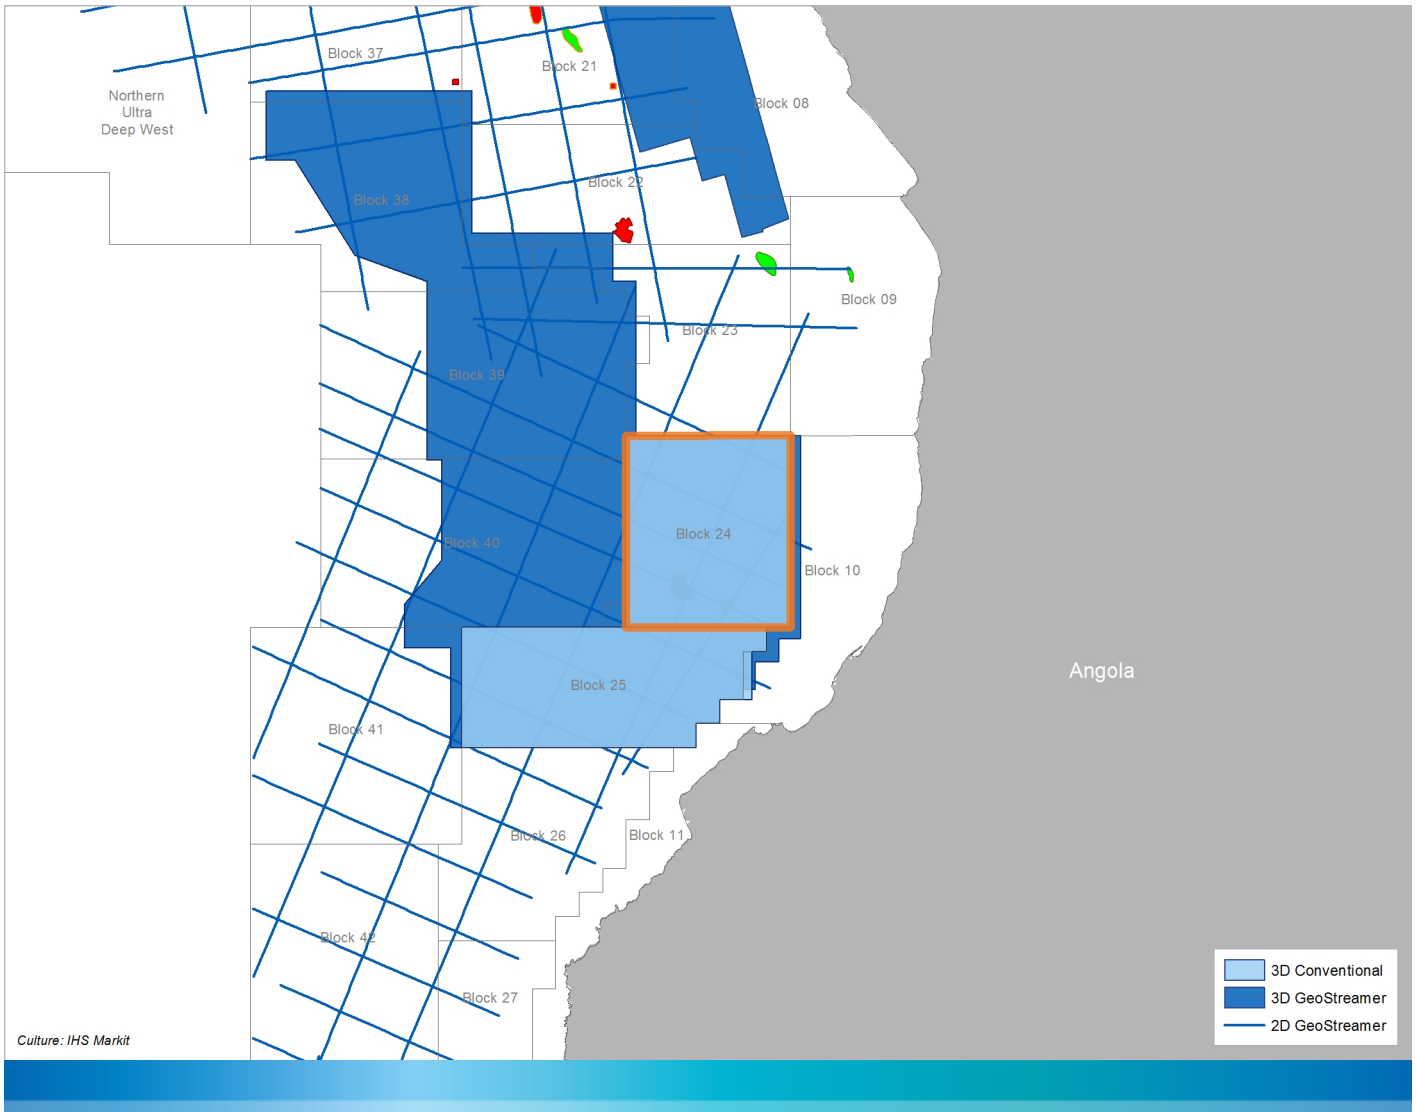 Block 37
Block 21
Northern
Ultra
Deep West
Block 08
Block 22
Block 38
Block 09
Block 23
Block 39
Block 24
Block 40
Block 10
Angola
Block 25
Block 41
Block 26
Block 11
Block 42
Block 27
3D Conventional
3D GeoStreamer
2D GeoStreamer
Culture: IHS Markit